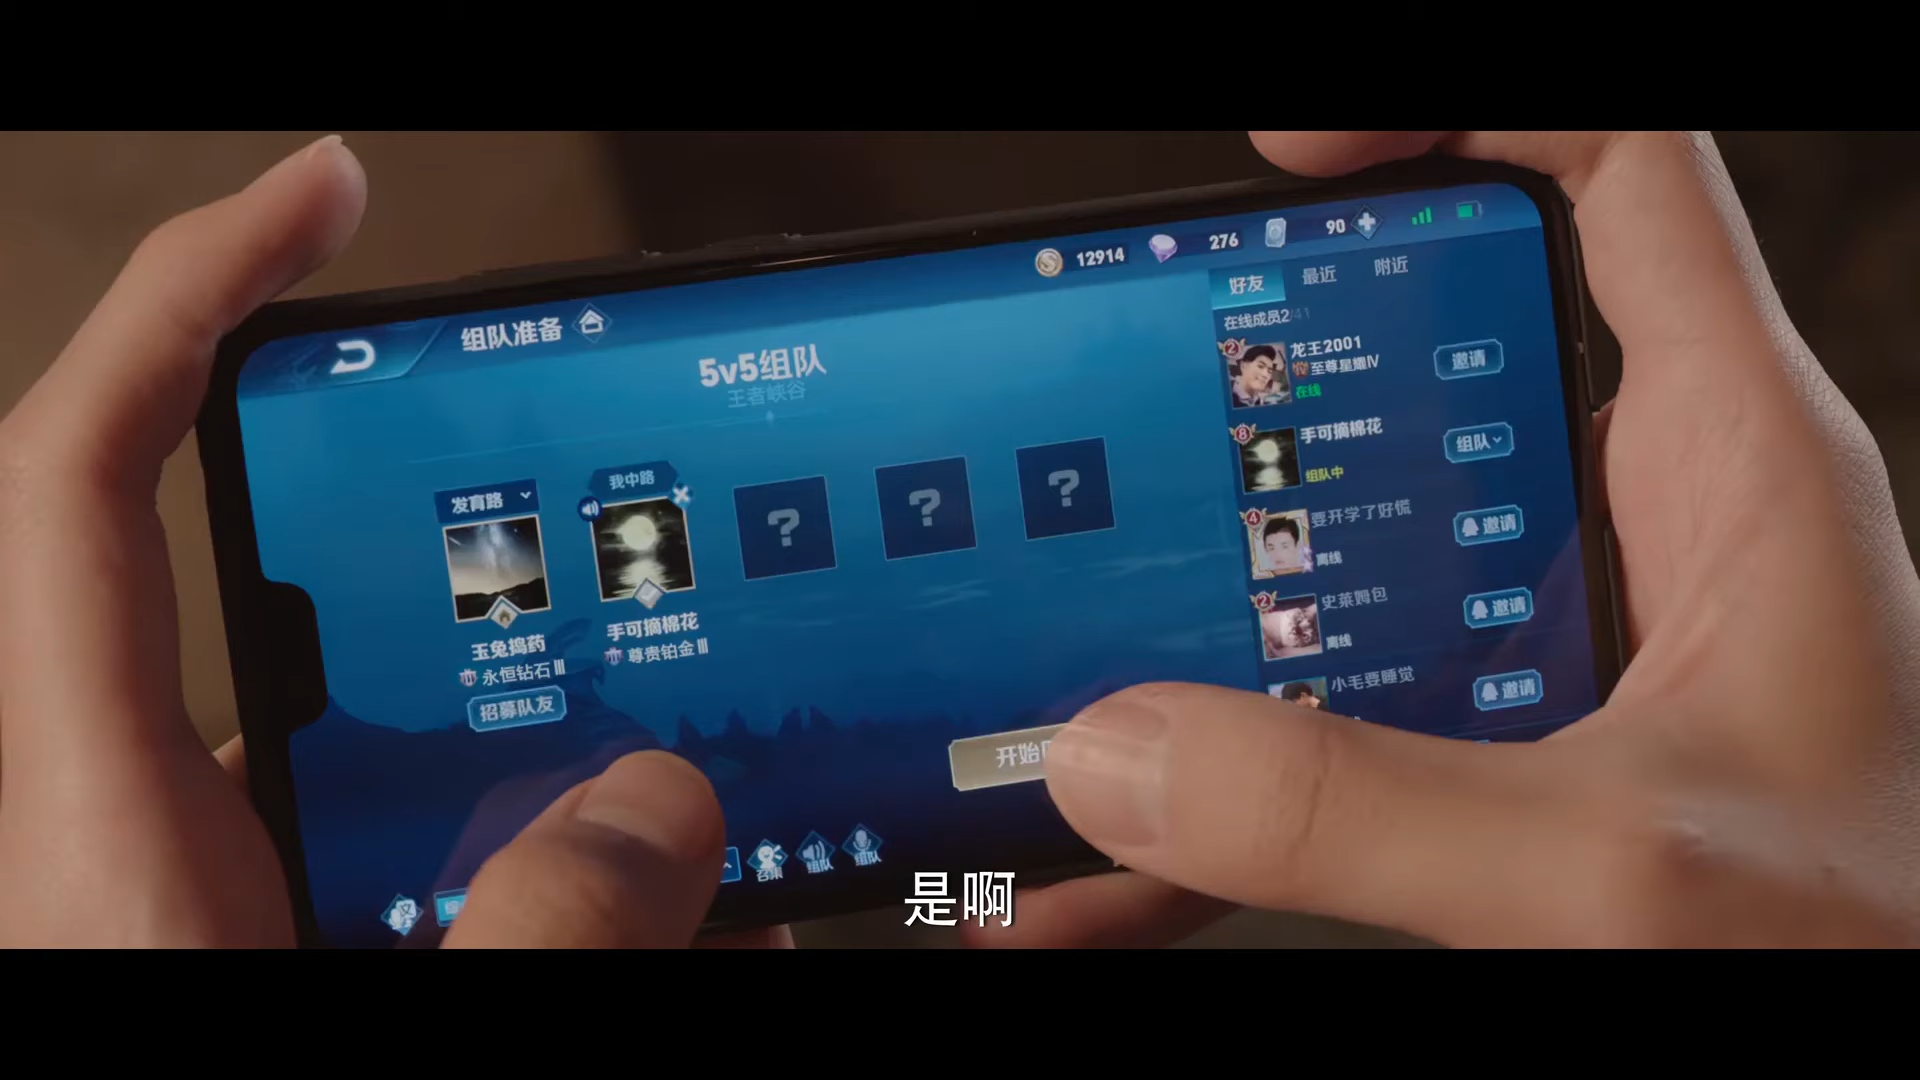 12914
276
90
组队准备
5v5组队
王者峡谷
好友
最近
附近
在线成员2/41
2
龙王2001
至尊星耀Ⅳ
在线
邀请
8
手可摘棉花
组队中
组队
4
要开学了好慌
离线
邀请
2
史莱姆包
离线
邀请
小毛要睡觉
邀请
发育路
我中路
?
?
?
玉兔捣药
永恒钻石Ⅲ
招募队友
手可摘棉花
尊贵铂金Ⅲ
开始
召集
组队
组队
是啊